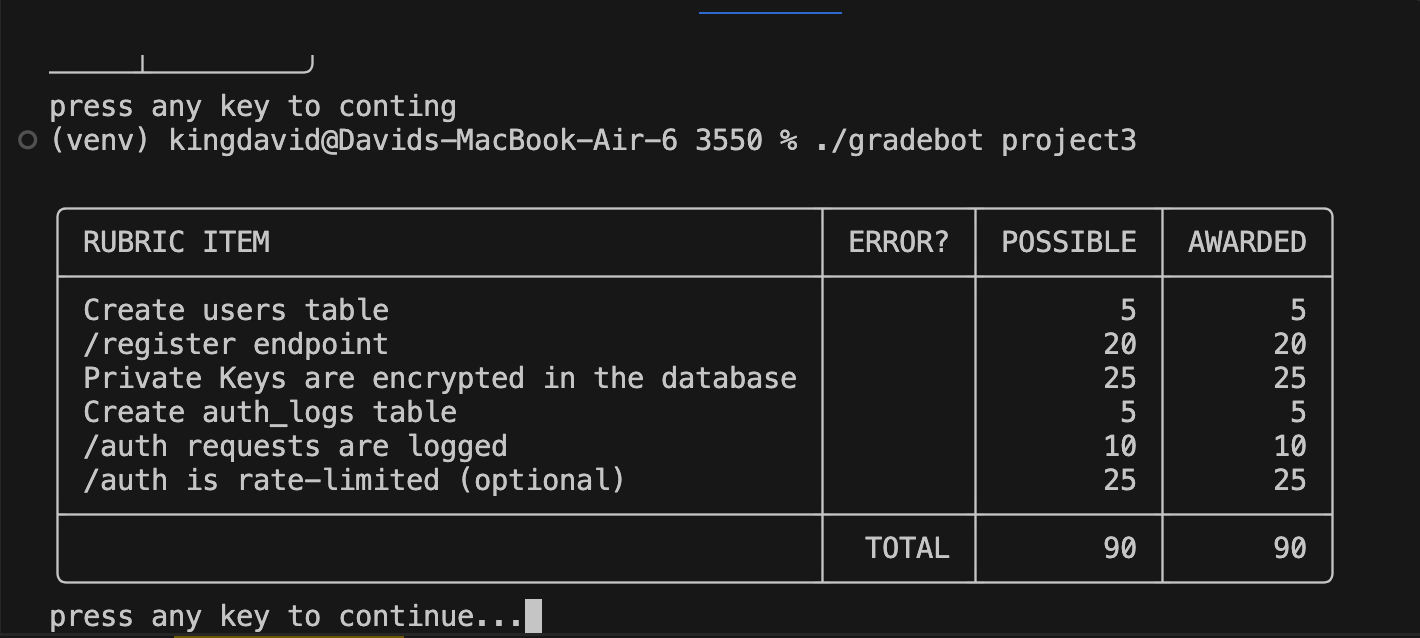 press any key to conting
(venv) kingdavid@Davids-MacBook-Air-6 3550 % ./gradebot project3
RUBRIC ITEM ERROR? POSSIBLE AWARDED
Create users table 5 5
/register endpoint 20 20
Private Keys are encrypted in the database 25 25
Create auth_logs table 5 5
/auth requests are logged 10 10
/auth is rate-limited (optional) 25 25
TOTAL 90 90
press any key to continue...